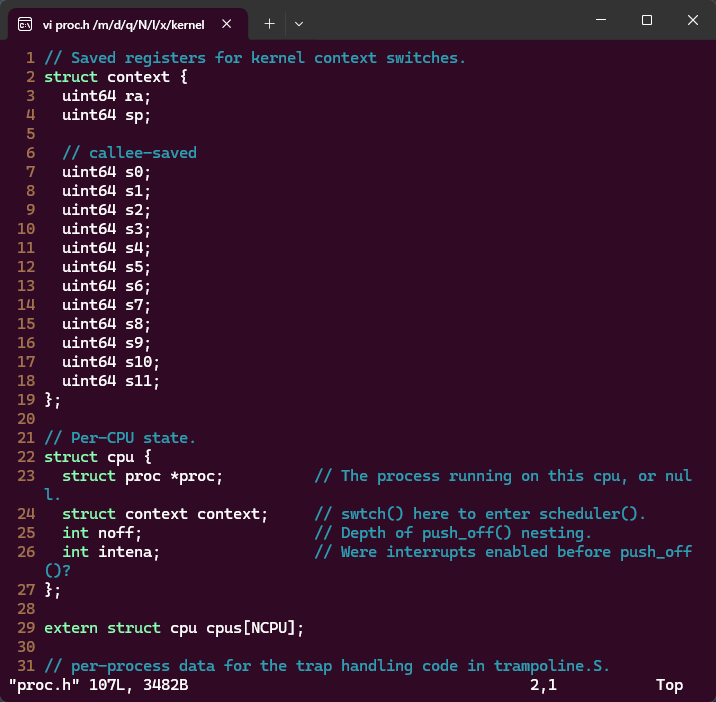 vi proc.h /m/d/q/N/l/x/kernel
1 // Saved registers for kernel context switches.
2 struct context {
3   uint64 ra;
4   uint64 sp;
5
6   // callee-saved
7   uint64 s0;
8   uint64 s1;
9   uint64 s2;
10   uint64 s3;
11   uint64 s4;
12   uint64 s5;
13   uint64 s6;
14   uint64 s7;
15   uint64 s8;
16   uint64 s9;
17   uint64 s10;
18   uint64 s11;
19 };
20
21 // Per-CPU state.
22 struct cpu {
23   struct proc *proc;          // The process running on this cpu, or nul
l.
24   struct context context;     // swtch() here to enter scheduler().
25   int noff;                   // Depth of push_off() nesting.
26   int intena;                 // Were interrupts enabled before push_off
()?
27 };
28
29 extern struct cpu cpus[NCPU];
30
31 // per-process data for the trap handling code in trampoline.S.
"proc.h" 107L, 3482B 2,1 Top